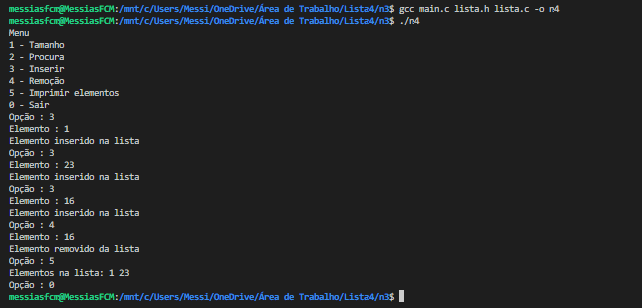 messiasfcm@MessiasFCM:/mnt/c/Users/Messi/OneDrive/Área de Trabalho/Lista4/n3$ gcc main.c lista.h lista.c -o n4
messiasfcm@MessiasFCM:/mnt/c/Users/Messi/OneDrive/Área de Trabalho/Lista4/n3$ ./n4
Menu
1 - Tamanho
2 - Procura
3 - Inserir
4 - Remoção
5 - Imprimir elementos
0 - Sair
Opção : 3
Elemento : 1
Elemento inserido na lista
Opção : 3
Elemento : 23
Elemento inserido na lista
Opção : 3
Elemento : 16
Elemento inserido na lista
Opção : 4
Elemento : 16
Elemento removido da lista
Opção : 5
Elementos na lista: 1 23
Opção : 0
messiasfcm@MessiasFCM:/mnt/c/Users/Messi/OneDrive/Área de Trabalho/Lista4/n3$